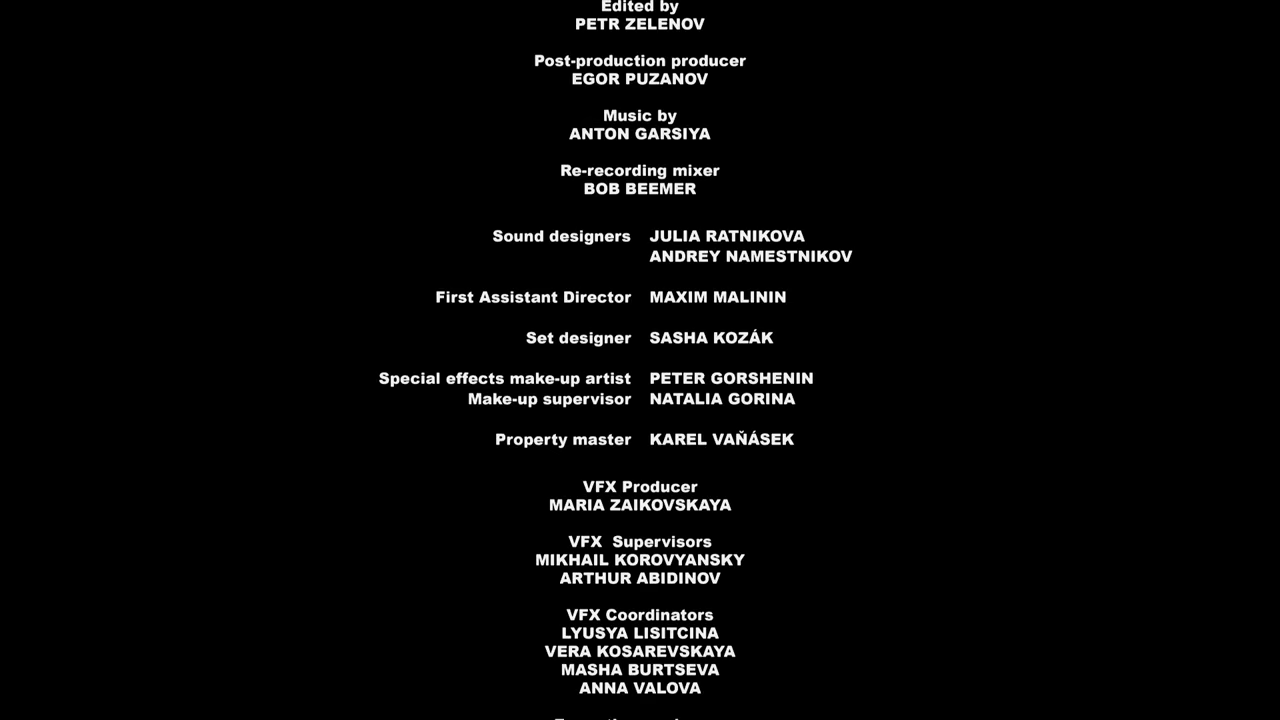 Edited by
PETR ZELENOV
Post-production producer
EGOR PUZANOV
Music by
ANTON GARSIYA
Re-recording mixer
BOB BEEMER
Sound designers JULIA RATNIKOVA
ANDREY NAMESTNIKOV
First Assistant Director MAXIM MALININ
Set designer SASHA KOZÁK
Special effects make-up artist PETER GORSHENIN
Make-up supervisor NATALIA GORINA
Property master KAREL VAŇÁSEK
VFX Producer
MARIA ZAIKOVSKAYA
VFX  Supervisors
MIKHAIL KOROVYANSKY
ARTHUR ABIDINOV
VFX Coordinators
LYUSYA LISITCINA
VERA KOSAREVSKAYA
MASHA BURTSEVA
ANNA VALOVA